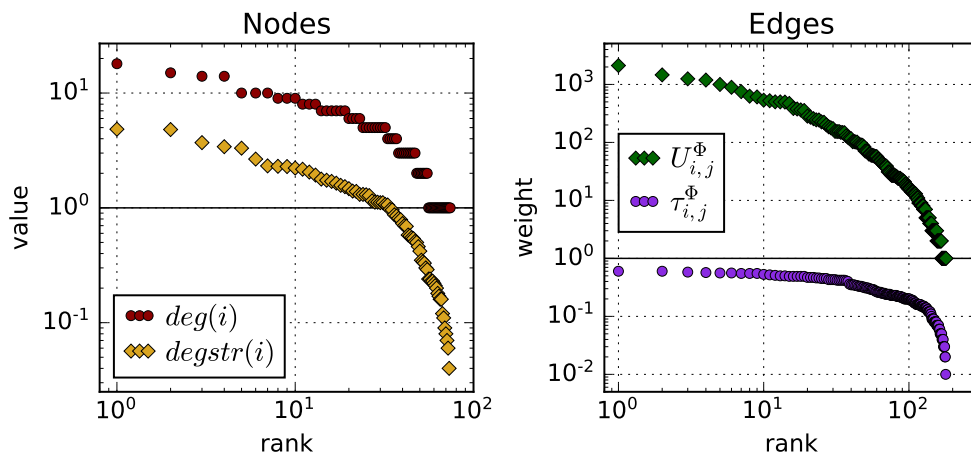 Nodes
value
10^1
10^0
10^-1
deg(i)
degstr(i)
10^0
10^1
10^2
rank
Edges
weight
10^3
10^2
10^1
10^0
10^-1
10^-2
U_{i,j}^Φ
τ_{i,j}^Φ
10^0
10^1
10^2
rank